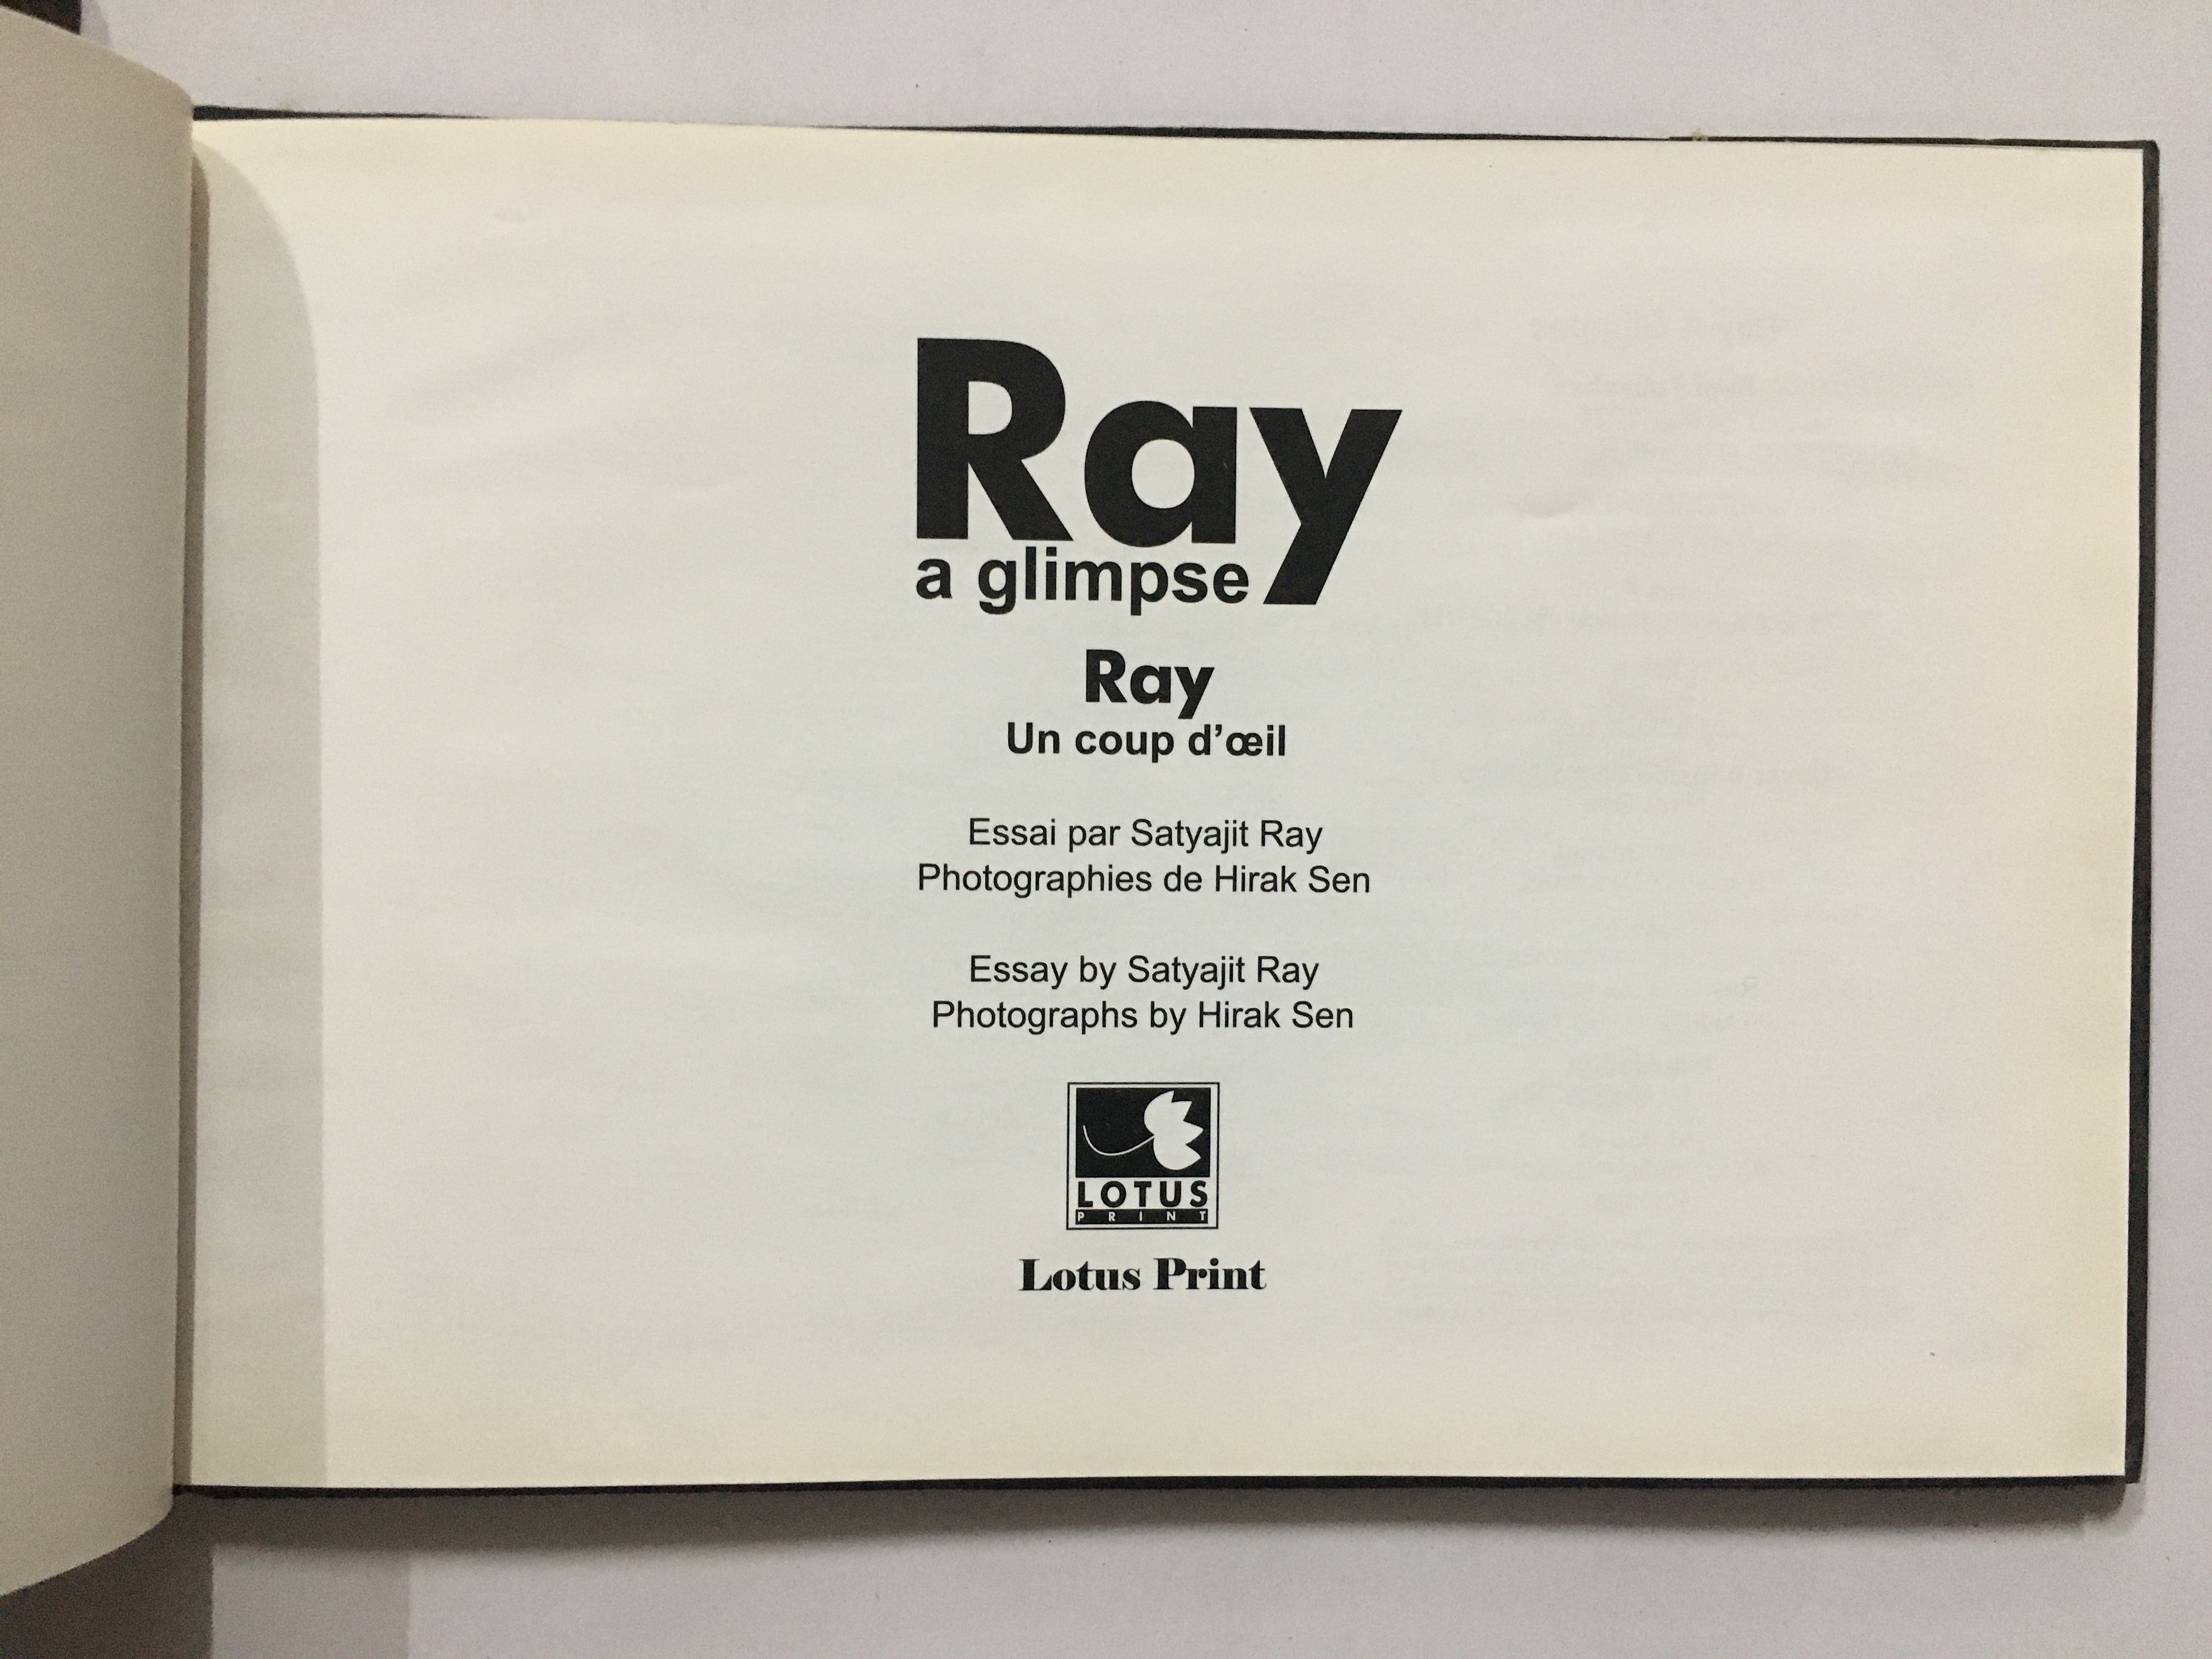 Ray
a glimpse
Ray
Un coup d’œil
Essai par Satyajit Ray
Photographies de Hirak Sen
Essay by Satyajit Ray
Photographs by Hirak Sen
LOTUS
PRINT
Lotus Print